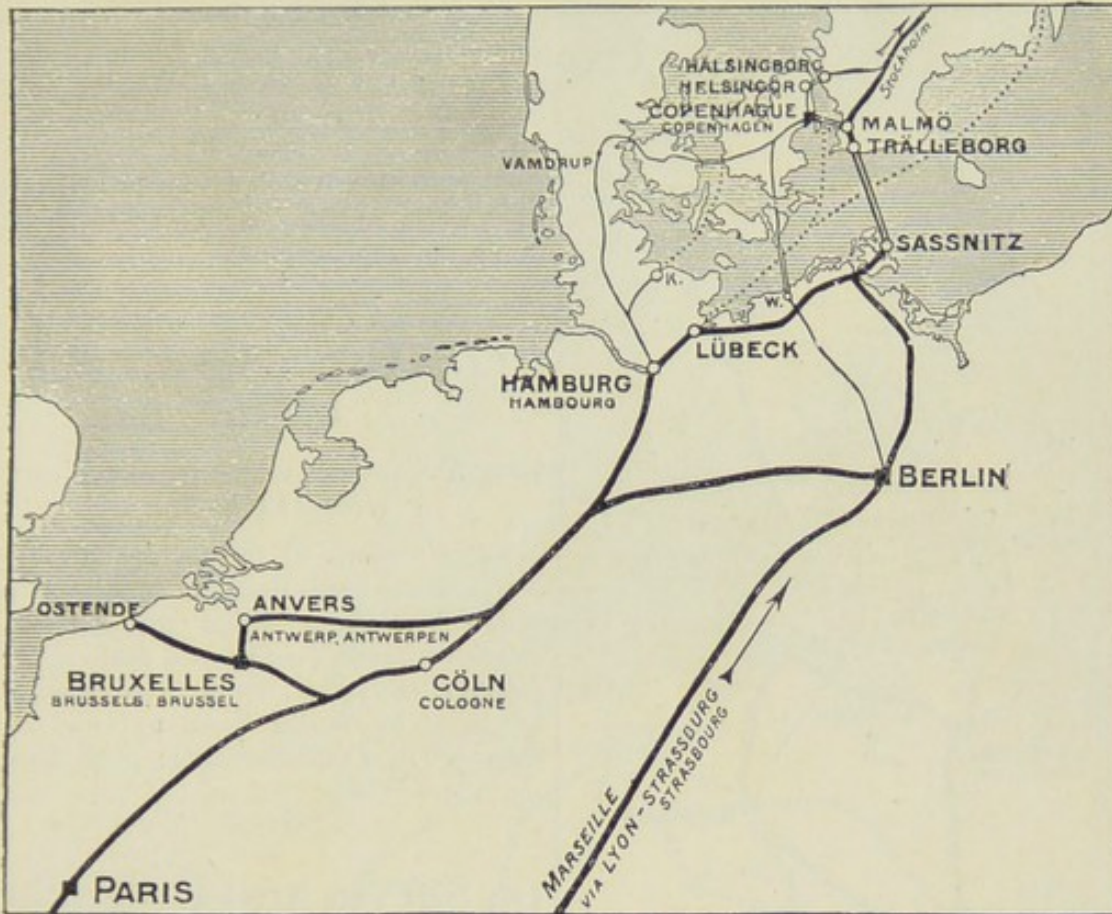 Stockholm
HÄLSINGBORG
HELSINGÖR
COPENHAGUE
COPENHAGEN
MALMÖ
TRÄLLEBORG
VAMDRUP
SASSNITZ
K.
W.
LÜBECK
HAMBURG
HAMBOURG
BERLIN
OSTENDE
ANVERS
ANTWERP, ANTWERPEN
BRUXELLES
BRUSSELS. BRUSSEL
CÖLN
COLOGNE
MARSEILLE
VIA LYON - STRASSBURG
STRASBOURG
PARIS